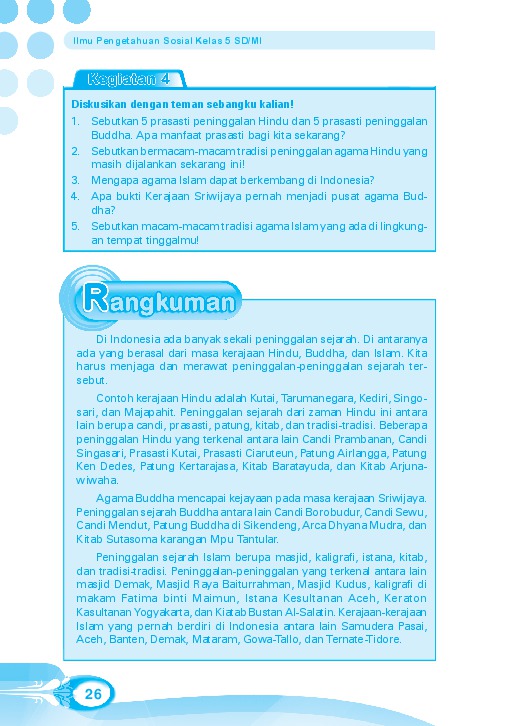 Ilmu Pengetahuan Sosial Kelas 5 SD/MI
Kegiatan 4
Diskusikan dengan teman sebangku kalian!
1. Sebutkan 5 prasasti peninggalan Hindu dan 5 prasasti peninggalan
Buddha. Apa manfaat prasasti bagi kita sekarang?
2. Sebutkan bermacam-macam tradisi peninggalan agama Hindu yang
masih dijalankan sekarang ini!
3. Mengapa agama Islam dapat berkembang di Indonesia?
4. Apa bukti Kerajaan Sriwijaya pernah menjadi pusat agama Bud-
dha?
5. Sebutkan macam-macam tradisi agama Islam yang ada di lingkung-
an tempat tinggalmu!
Rangkuman
Di Indonesia ada banyak sekali peninggalan sejarah. Di antaranya
ada yang berasal dari masa kerajaan Hindu, Buddha, dan Islam. Kita
harus menjaga dan merawat peninggalan-peninggalan sejarah ter-
sebut.
Contoh kerajaan Hindu adalah Kutai, Tarumanegara, Kediri, Singo-
sari, dan Majapahit. Peninggalan sejarah dari zaman Hindu ini antara
lain berupa candi, prasasti, patung, kitab, dan tradisi-tradisi. Beberapa
peninggalan Hindu yang terkenal antara lain Candi Prambanan, Candi
Singasari, Prasasti Kutai, Prasasti Ciaruteun, Patung Airlangga, Patung
Ken Dedes, Patung Kertarajasa, Kitab Baratayuda, dan Kitab Arjuna-
wiwaha.
Agama Buddha mencapai kejayaan pada masa kerajaan Sriwijaya.
Peninggalan sejarah Buddha antara lain Candi Borobudur, Candi Sewu,
Candi Mendut, Patung Buddha di Sikendeng, Arca Dhyana Mudra, dan
Kitab Sutasoma karangan Mpu Tantular.
Peninggalan sejarah Islam berupa masjid, kaligrafi, istana, kitab,
dan tradisi-tradisi. Peninggalan-peninggalan yang terkenal antara lain
masjid Demak, Masjid Raya Baiturrahman, Masjid Kudus, kaligrafi di
makam Fatima binti Maimun, Istana Kesultanan Aceh, Keraton
Kasultanan Yogyakarta, dan Kiatab Bustan Al-Salatin. Kerajaan-kerajaan
Islam yang pernah berdiri di Indonesia antara lain Samudera Pasai,
Aceh, Banten, Demak, Mataram, Gowa-Tallo, dan Ternate-Tidore.
26